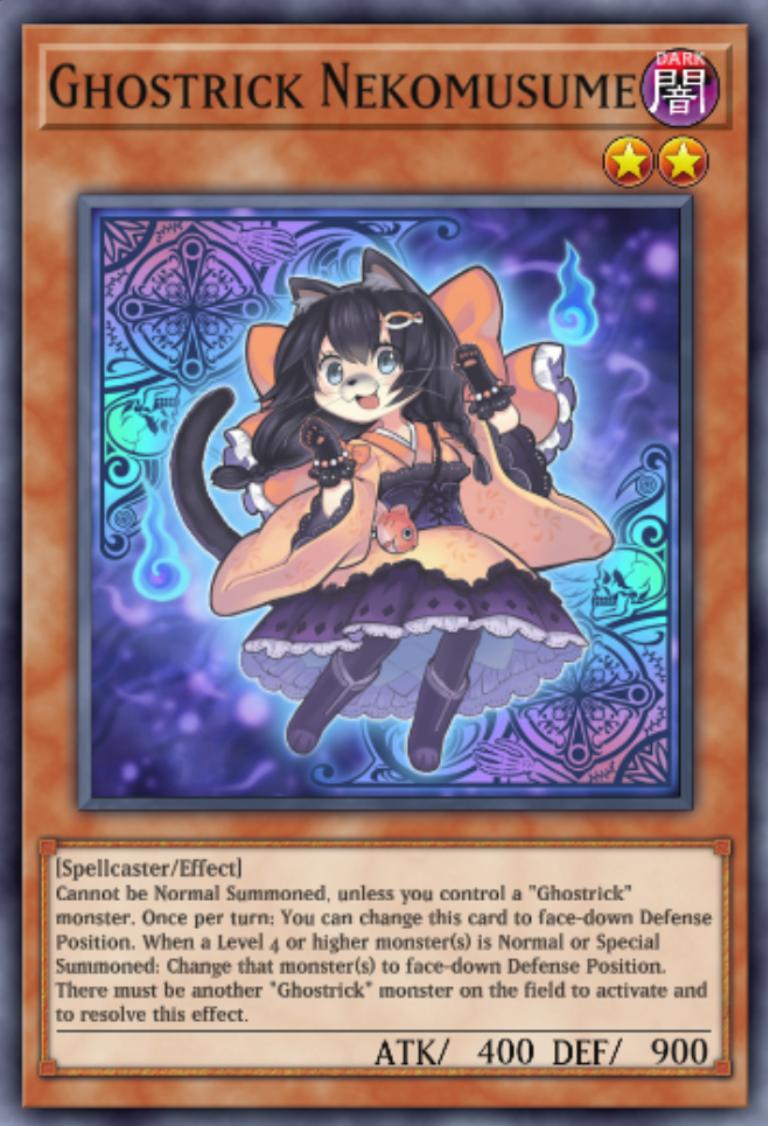 Ghostrick Nekomusume
DARK
闇
[Spellcaster/Effect]
Cannot be Normal Summoned, unless you control a "Ghostrick"
monster. Once per turn: You can change this card to face-down Defense
Position. When a Level 4 or higher monster(s) is Normal or Special
Summoned: Change that monster(s) to face-down Defense Position.
There must be another "Ghostrick" monster on the field to activate and
to resolve this effect.
ATK/ 400 DEF/ 900